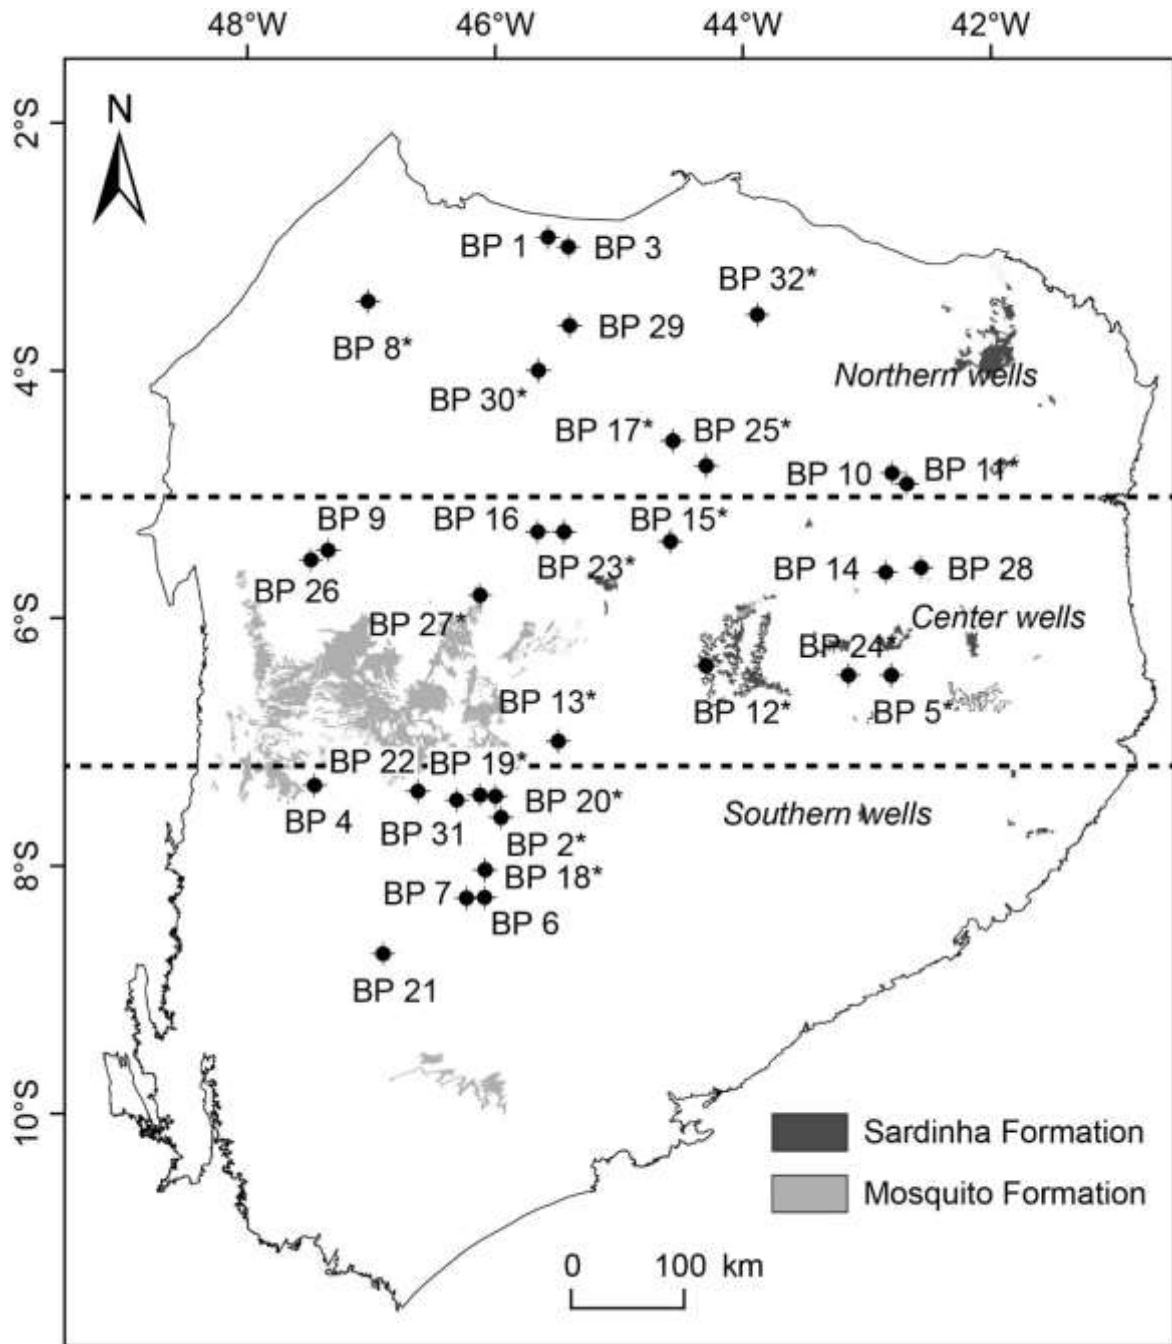 48°W 46°W 44°W 42°W
N
2°S
BP 1 BP 3
BP 32*
BP 8* BP 29
4°S
BP 30* Northern wells
BP 17* BP 25*
BP 10 BP 11*
BP 9 BP 16 BP 15*
BP 26 BP 23* BP 14 BP 28
6°S
BP 27* Center wells
BP 24*
BP 13* BP 12* BP 5*
BP 22 BP 19*
BP 4 BP 31 BP 20* Southern wells
BP 2*
8°S
BP 18*
BP 7 BP 6
BP 21
10°S
Sardinha Formation
Mosquito Formation
0 100 km